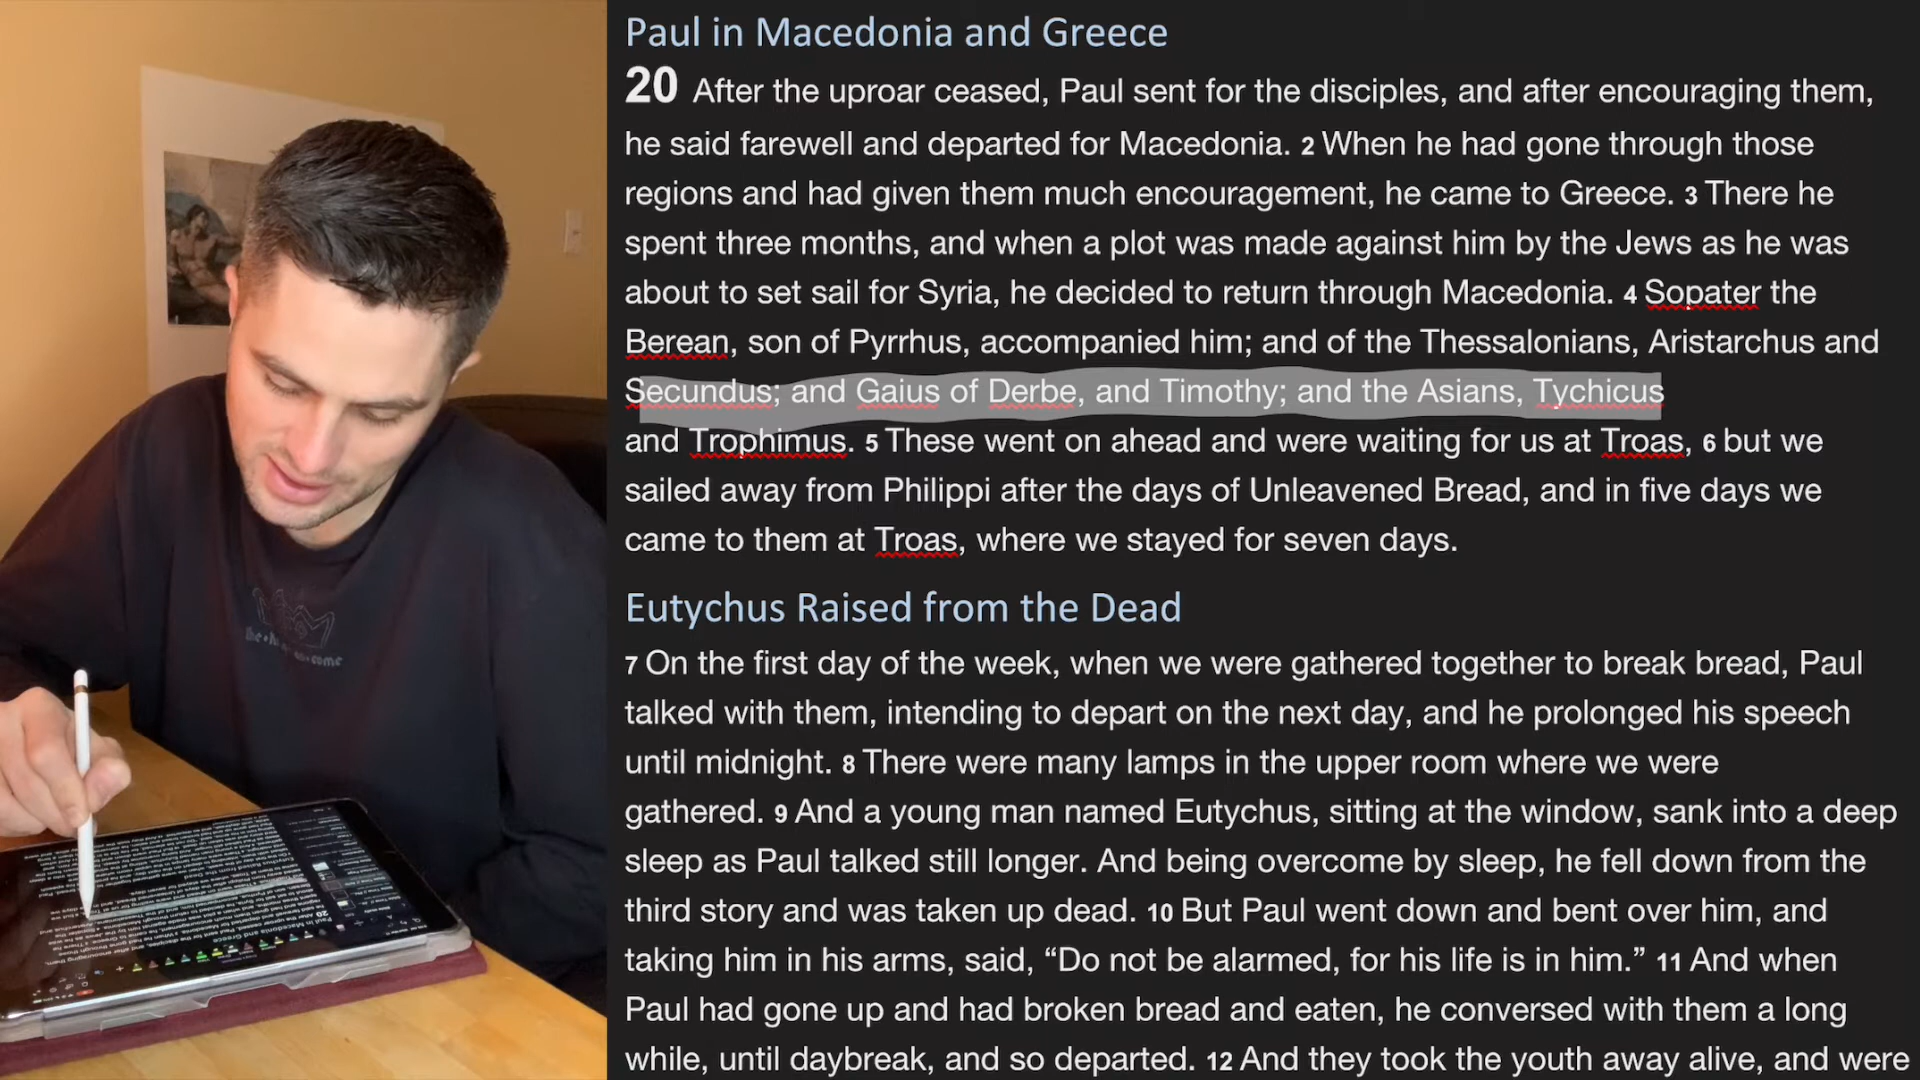 Paul in Macedonia and Greece
20 After the uproar ceased, Paul sent for the disciples, and after encouraging them,
he said farewell and departed for Macedonia. 2 When he had gone through those
regions and had given them much encouragement, he came to Greece. 3 There he
spent three months, and when a plot was made against him by the Jews as he was
about to set sail for Syria, he decided to return through Macedonia. 4 Sopater the
Berean, son of Pyrrhus, accompanied him; and of the Thessalonians, Aristarchus and
Secundus; and Gaius of Derbe, and Timothy; and the Asians, Tychicus
and Trophimus. 5 These went on ahead and were waiting for us at Troas, 6 but we
sailed away from Philippi after the days of Unleavened Bread, and in five days we
came to them at Troas, where we stayed for seven days.
Eutychus Raised from the Dead
7 On the first day of the week, when we were gathered together to break bread, Paul
talked with them, intending to depart on the next day, and he prolonged his speech
until midnight. 8 There were many lamps in the upper room where we were
gathered. 9 And a young man named Eutychus, sitting at the window, sank into a deep
sleep as Paul talked still longer. And being overcome by sleep, he fell down from the
third story and was taken up dead. 10 But Paul went down and bent over him, and
taking him in his arms, said, “Do not be alarmed, for his life is in him.” 11 And when
Paul had gone up and had broken bread and eaten, he conversed with them a long
while, until daybreak, and so departed. 12 And they took the youth away alive, and were